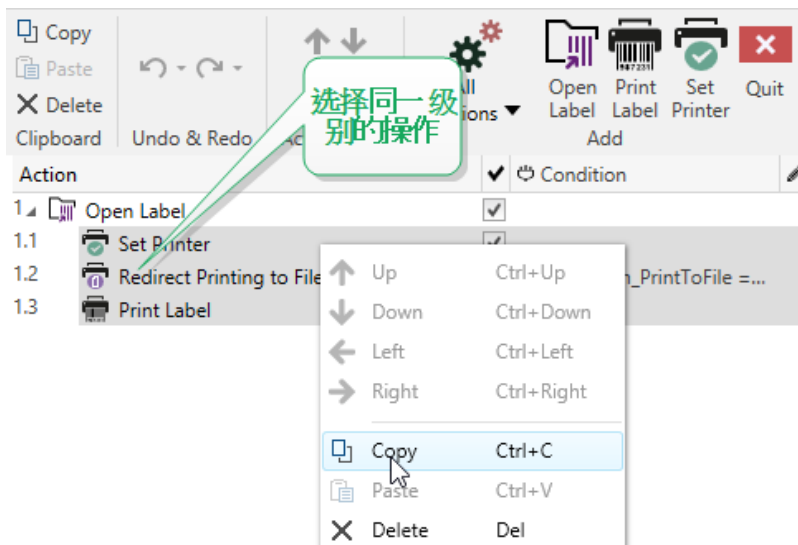 Copy
Paste
Delete
Clipboard
Undo & Redo
Open Label
Print Label
Set Printer
Quit
Add
987231
选择同一级
别的操作
Action
Condition
1 Open Label
1.1 Set Printer
1.2 Redirect Printing to File
_PrintToFile =...
1.3 Print Label
Up Ctrl+Up
Down Ctrl+Down
Left Ctrl+Left
Right Ctrl+Right
Copy Ctrl+C
Paste Ctrl+V
Delete Del